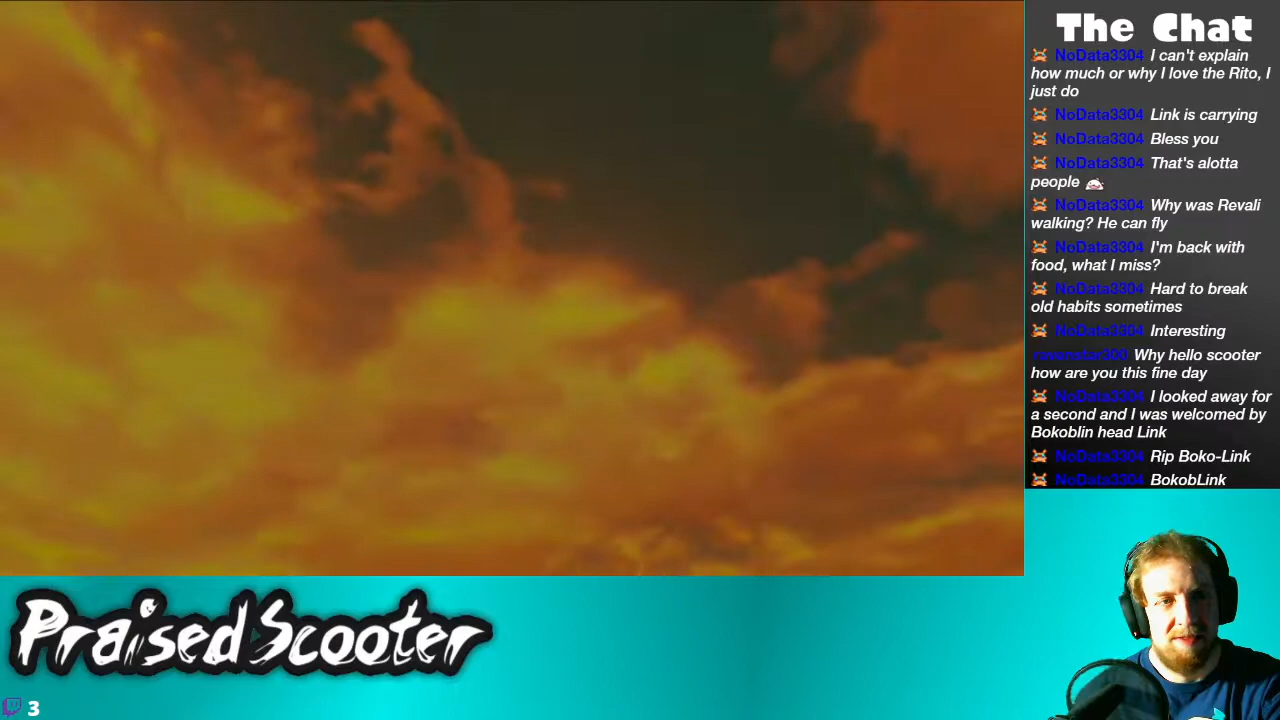 The Chat
NoData3304 I can't explain
how much or why I love the Rito, I
just do
NoData3304 Link is carrying
NoData3304 Bless you
NoData3304 That's alotta
people
NoData3304 Why was Revali
walking? He can fly
NoData3304 I'm back with
food, what I miss?
NoData3304 Hard to break
old habits sometimes
NoData3304 Interesting
revenstar300 Why hello scooter
how are you this fine day
NoData3304 I looked away for
a second and I was welcomed by
Bokoblin head Link
NoData3304 Rip Boko-Link
NoData3304 BokobLink
PraisedScooter
3